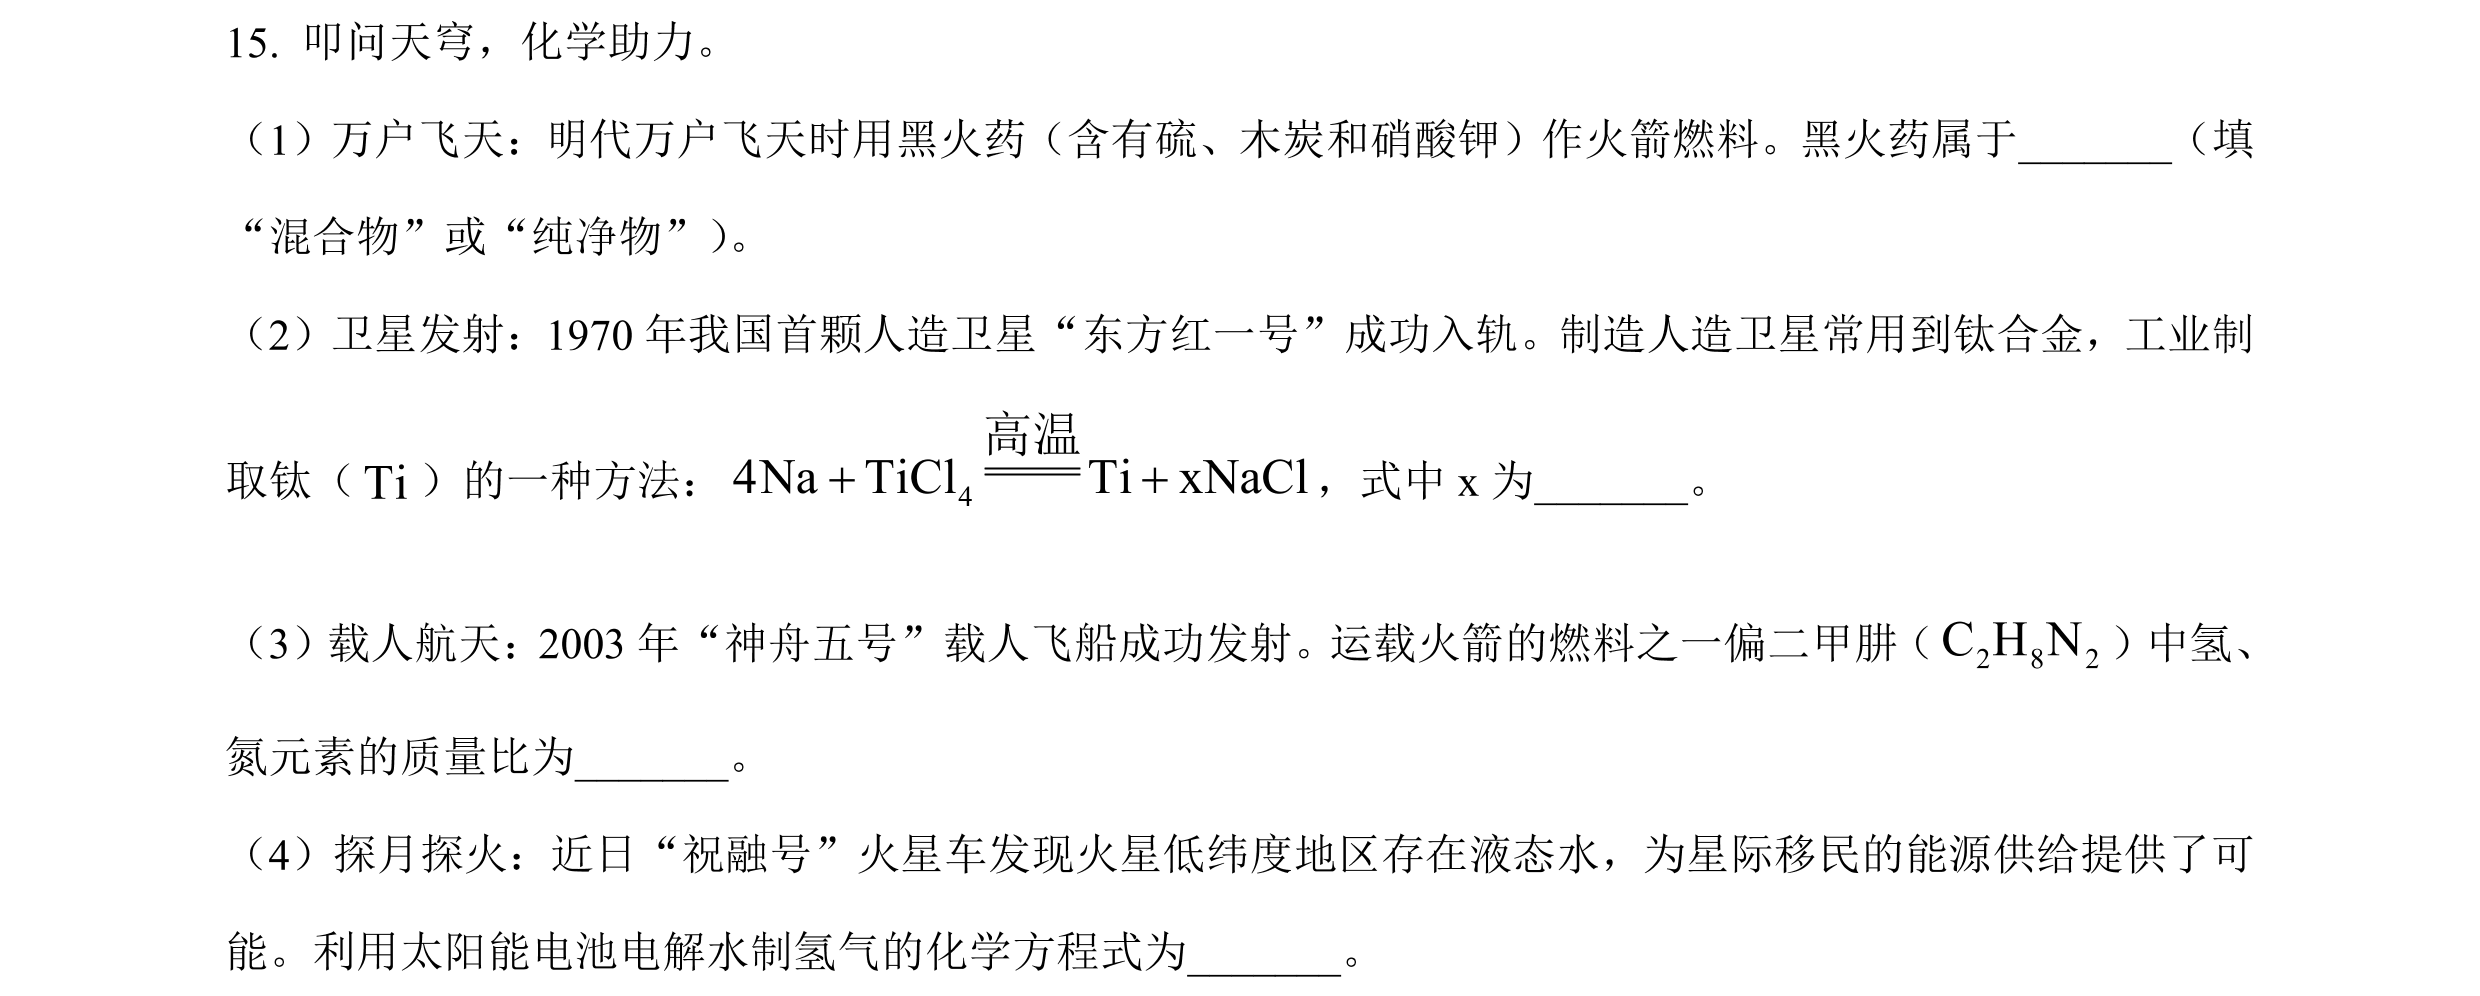 15. 叩问天穹，化学助力。
（1）万户飞天：明代万户飞天时用黑火药（含有硫、木炭和硝酸钾）作火箭燃料。黑火药属于_______（填
“混合物”或“纯净物”）。
（2）卫星发射：1970 年我国首颗人造卫星“东方红一号”成功入轨。制造人造卫星常用到钛合金，工业制
高温
取钛（Ti）的一种方法：4Na + TiCl₄ ═ Ti + xNaCl，式中 x 为_______。
（3）载人航天：2003 年“神舟五号”载人飞船成功发射。运载火箭的燃料之一偏二甲肼（C₂H₈N₂）中氢、
氮元素的质量比为_______。
（4）探月探火：近日“祝融号”火星车发现火星低纬度地区存在液态水，为星际移民的能源供给提供了可
能。利用太阳能电池电解水制氢气的化学方程式为_______。